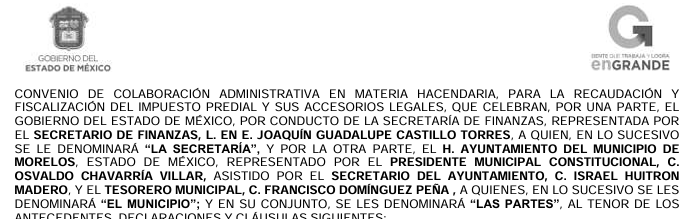 GOBIERNO DEL
ESTADO DE MÉXICO
GENTE QUE TRABAJA Y LOGRA
enGRANDE
CONVENIO DE COLABORACIÓN ADMINISTRATIVA EN MATERIA HACENDARIA, PARA LA RECAUDACIÓN Y
FISCALIZACIÓN DEL IMPUESTO PREDIAL Y SUS ACCESORIOS LEGALES, QUE CELEBRAN, POR UNA PARTE, EL
GOBIERNO DEL ESTADO DE MÉXICO, POR CONDUCTO DE LA SECRETARÍA DE FINANZAS, REPRESENTADA POR
EL SECRETARIO DE FINANZAS, L. EN E. JOAQUÍN GUADALUPE CASTILLO TORRES, A QUIEN, EN LO SUCESIVO
SE LE DENOMINARÁ “LA SECRETARÍA”, Y POR LA OTRA PARTE, EL H. AYUNTAMIENTO DEL MUNICIPIO DE
MORELOS, ESTADO DE MÉXICO, REPRESENTADO POR EL PRESIDENTE MUNICIPAL CONSTITUCIONAL, C.
OSVALDO CHAVARRÍA VILLAR, ASISTIDO POR EL SECRETARIO DEL AYUNTAMIENTO, C. ISRAEL HUITRON
MADERO, Y EL TESORERO MUNICIPAL, C. FRANCISCO DOMÍNGUEZ PEÑA , A QUIENES, EN LO SUCESIVO SE LES
DENOMINARÁ “EL MUNICIPIO”; Y EN SU CONJUNTO, SE LES DENOMINARÁ “LAS PARTES”, AL TENOR DE LOS
ANTECEDENTES, DECLARACIONES Y CLÁUSULAS SIGUIENTES: